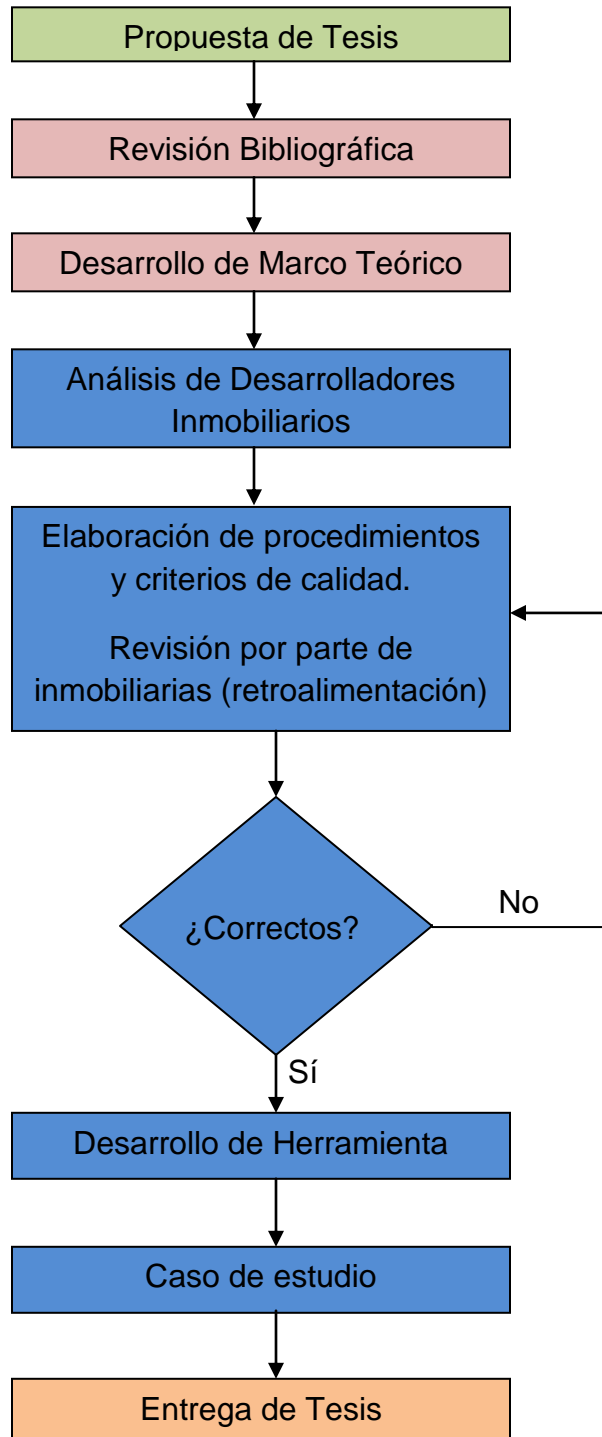 Propuesta de Tesis
Revisión Bibliográfica
Desarrollo de Marco Teórico
Análisis de Desarrolladores
Inmobiliarios
Elaboración de procedimientos
y criterios de calidad.
Revisión por parte de
inmobiliarias (retroalimentación)
¿Correctos?
No
Sí
Desarrollo de Herramienta
Caso de estudio
Entrega de Tesis